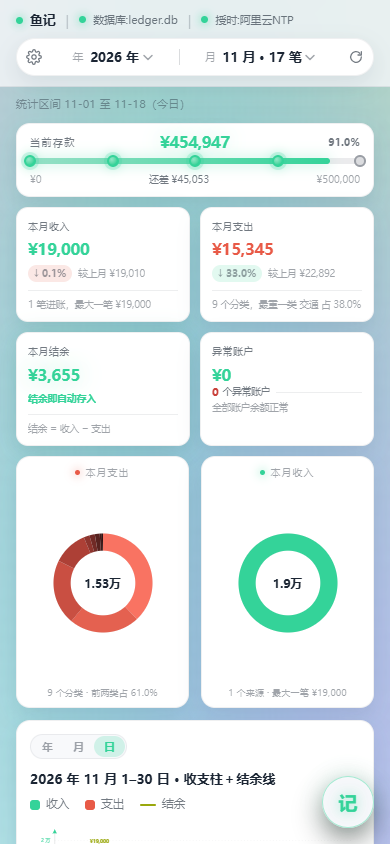 鱼记 数据库:ledger.db 授时:阿里云NTP
年 2026 年 月 11 月 • 17 笔
统计区间 11-01 至 11-18（今日）
当前存款 ¥454,947 91.0%
¥0 还差 ¥45,053 ¥500,000
本月收入
¥19,000
↓ 0.1% 较上月 ¥19,010
1 笔进账，最大一笔 ¥19,000
本月支出
¥15,345
↓ 33.0% 较上月 ¥22,892
9 个分类，最重一类 交通 占 38.0%
本月结余
¥3,655
结余即自动存入
结余 = 收入 − 支出
异常账户
¥0
0 个异常账户
全部账户余额正常
本月支出
1.53万
9 个分类 · 前两类占 61.0%
本月收入
1.9万
1 个来源 · 最大一笔 ¥19,000
年 月 日
2026 年 11 月 1–30 日 • 收支柱 + 结余线
收入 支出 结余
记
2万 ¥19,000